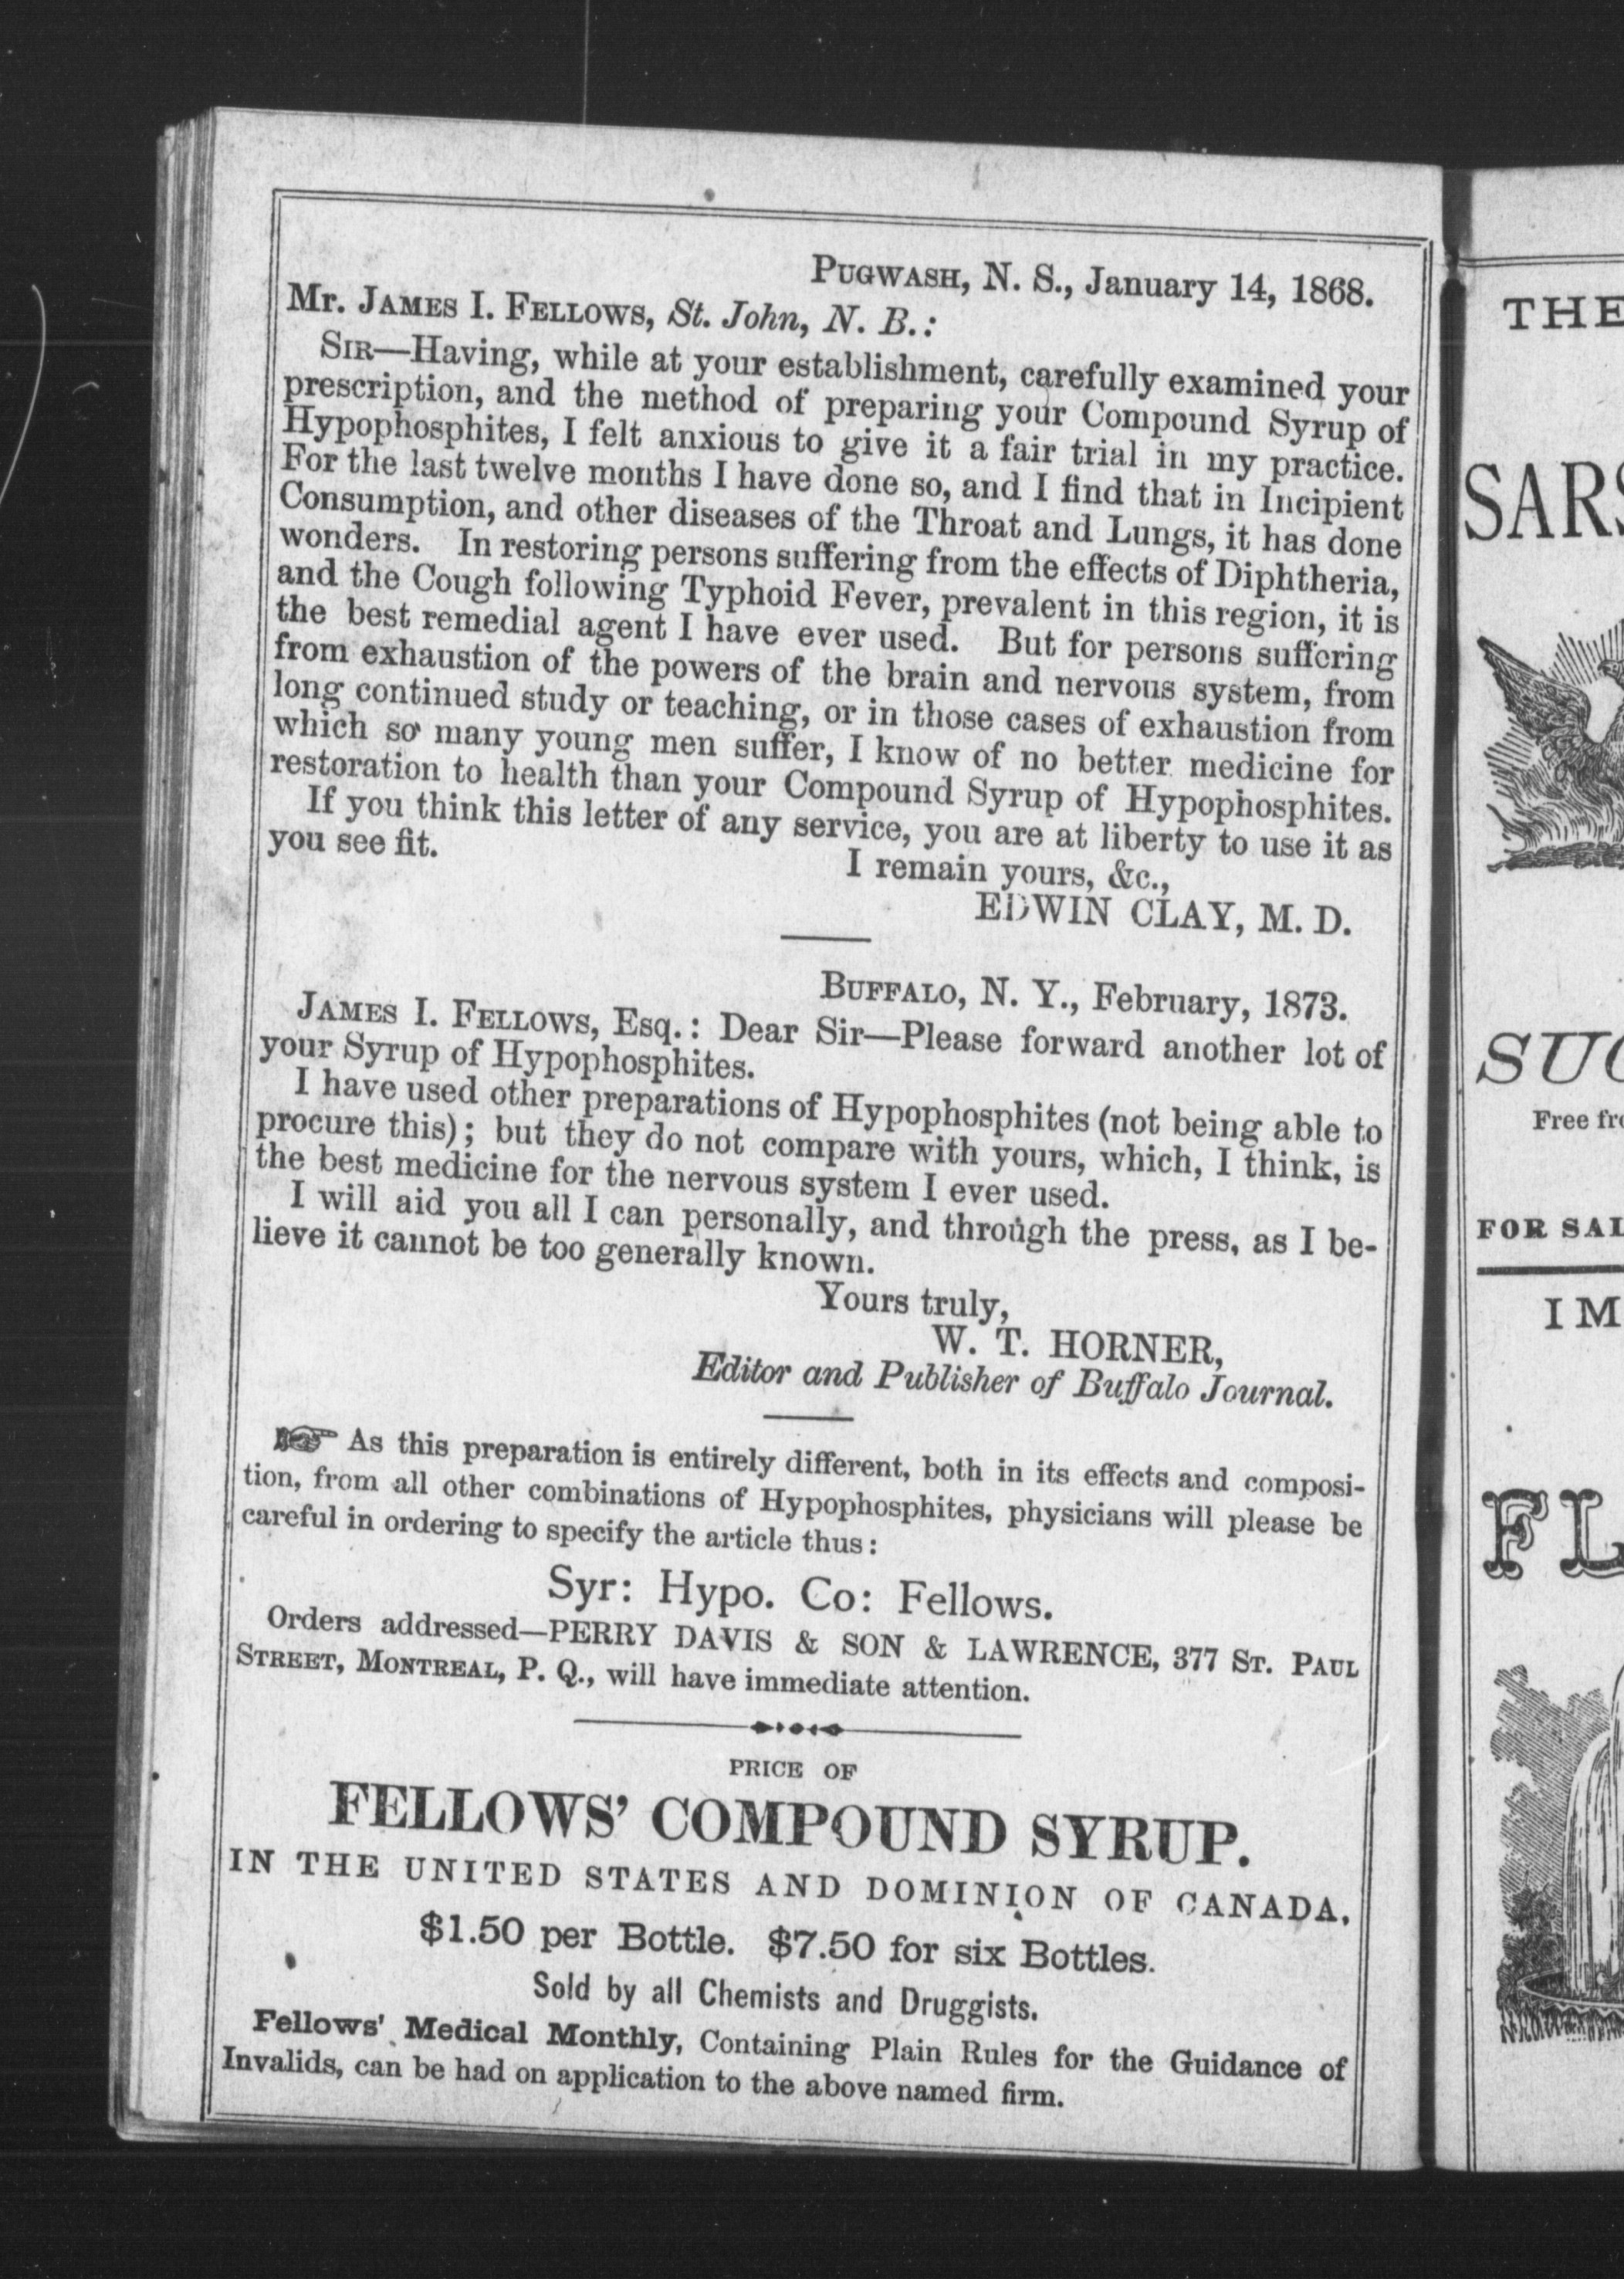 PUGWASH, N. S., January 14, 1868.
Mr. JAMES I. FELLOWS, St. John, N. B.:
SIR—Having, while at your establishment, carefully examined your
prescription, and the method of preparing your Compound Syrup of
Hypophosphites, I felt anxious to give it a fair trial in my practice.
For the last twelve months I have done so, and I find that in Incipient
Consumption, and other diseases of the Throat and Lungs, it has done
wonders. In restoring persons suffering from the effects of Diphtheria,
and the Cough following Typhoid Fever, prevalent in this region, it is
the best remedial agent I have ever used. But for persons suffering
from exhaustion of the powers of the brain and nervous system, from
long continued study or teaching, or in those cases of exhaustion from
which so many young men suffer, I know of no better medicine for
restoration to health than your Compound Syrup of Hypophosphites.
If you think this letter of any service, you are at liberty to use it as
you see fit.
I remain yours, &c.,
EDWIN CLAY, M. D.
BUFFALO, N. Y., February, 1873.
JAMES I. FELLOWS, Esq.: Dear Sir—Please forward another lot of
your Syrup of Hypophosphites.
I have used other preparations of Hypophosphites (not being able to
procure this); but they do not compare with yours, which, I think, is
the best medicine for the nervous system I ever used.
I will aid you all I can personally, and through the press, as I be-
lieve it cannot be too generally known.
Yours truly,
W. T. HORNER,
Editor and Publisher of Buffalo Journal.
☞ As this preparation is entirely different, both in its effects and composi-
tion, from all other combinations of Hypophosphites, physicians will please be
careful in ordering to specify the article thus:
Syr: Hypo. Co: Fellows.
Orders addressed—PERRY DAVIS & SON & LAWRENCE, 377 ST. PAUL
STREET, MONTREAL, P. Q., will have immediate attention.
PRICE OF
FELLOWS' COMPOUND SYRUP.
IN THE UNITED STATES AND DOMINION OF CANADA,
$1.50 per Bottle. $7.50 for six Bottles.
Sold by all Chemists and Druggists.
Fellows' Medical Monthly, Containing Plain Rules for the Guidance of
Invalids, can be had on application to the above named firm.
THE
SARS
SUG
Free fro
FOR SAL
IM
FL